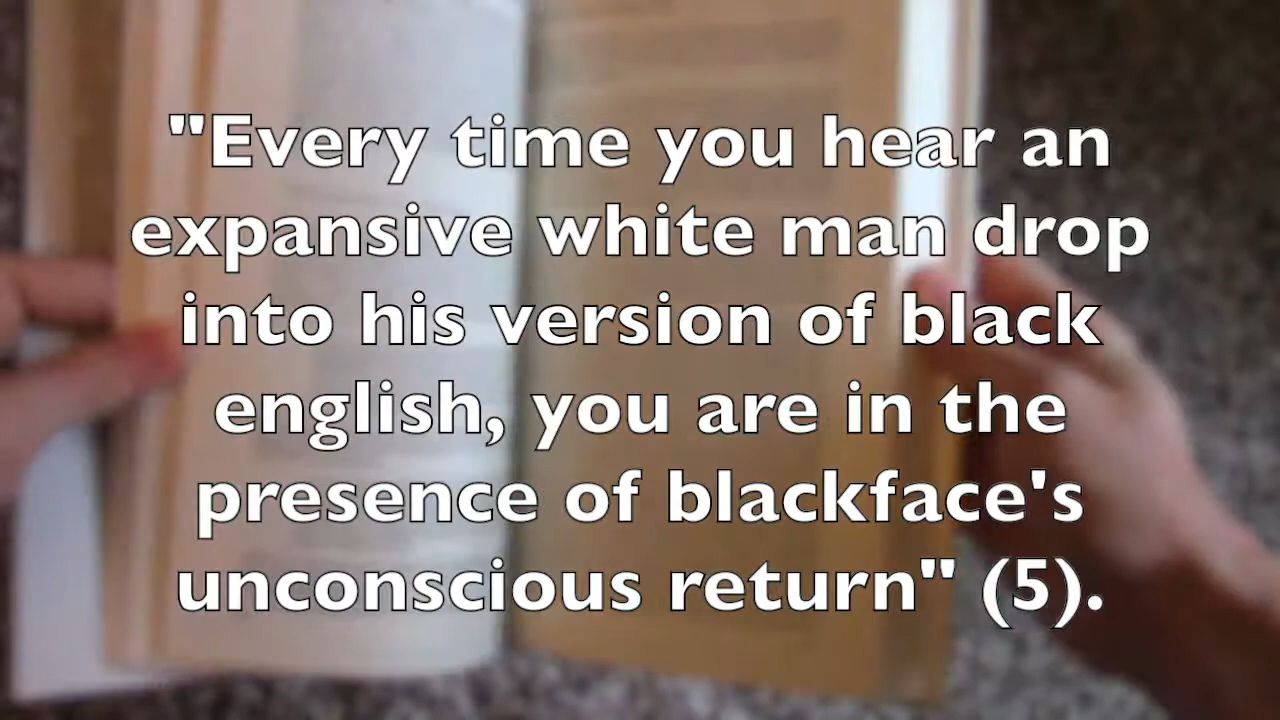 "Every time you hear an
expansive white man drop
into his version of black
english, you are in the
presence of blackface's
unconscious return" (5).